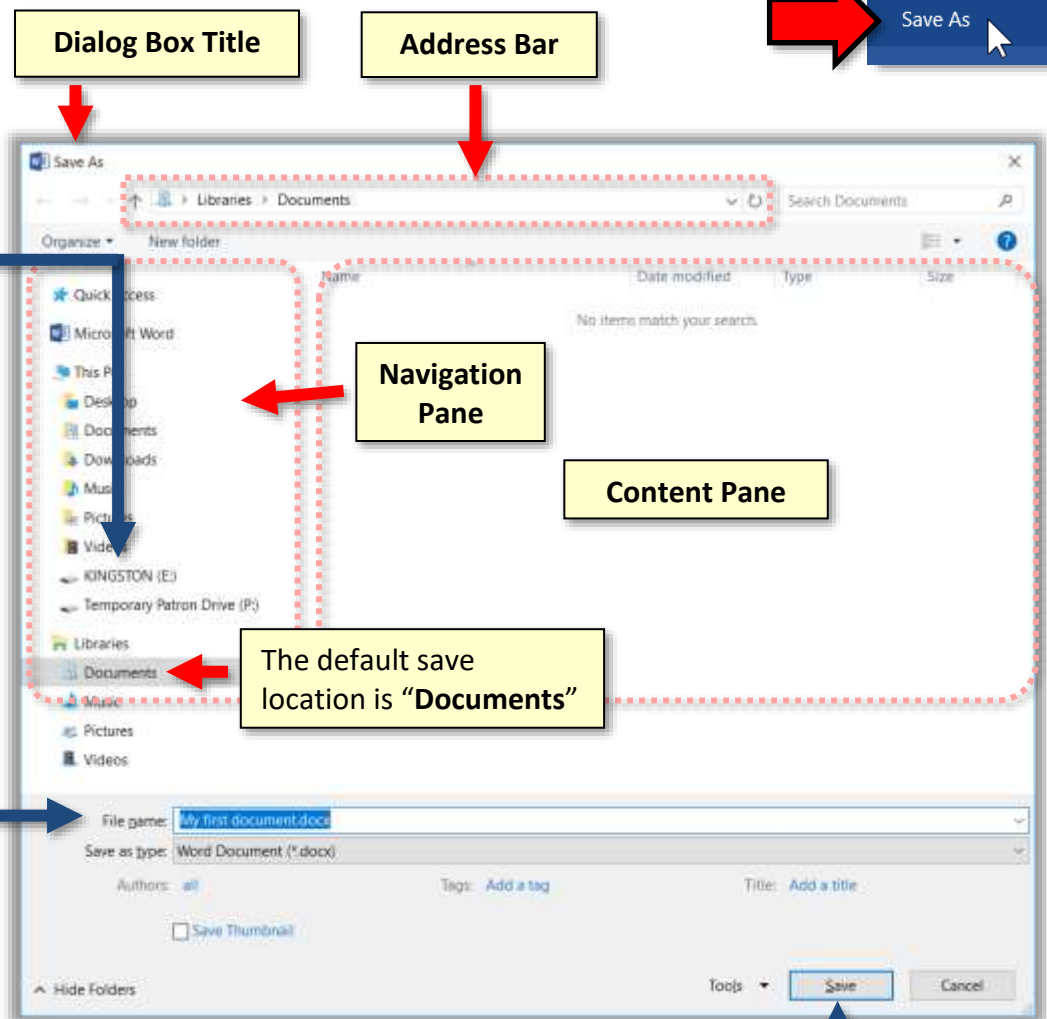 Save As
Dialog Box Title
Address Bar
Save As
Libraries > Documents
Search Documents
Organize
New folder
Name
Date modified
Type
Size
Quick access
No items match your search.
Microsoft Word
This P
Desktop
Documents
Downloads
Music
Pictures
Videos
KINGSTON (E:)
Temporary Patron Drive (P:)
Libraries
Documents
Music
Pictures
Videos
Navigation
Pane
Content Pane
The default save
location is “Documents”
File name: My first document.docx
Save as type: Word Document (*.docx)
Authors: all
Tags: Add a tag
Title: Add a title
Save Thumbnail
Hide Folders
Tools
Save
Cancel